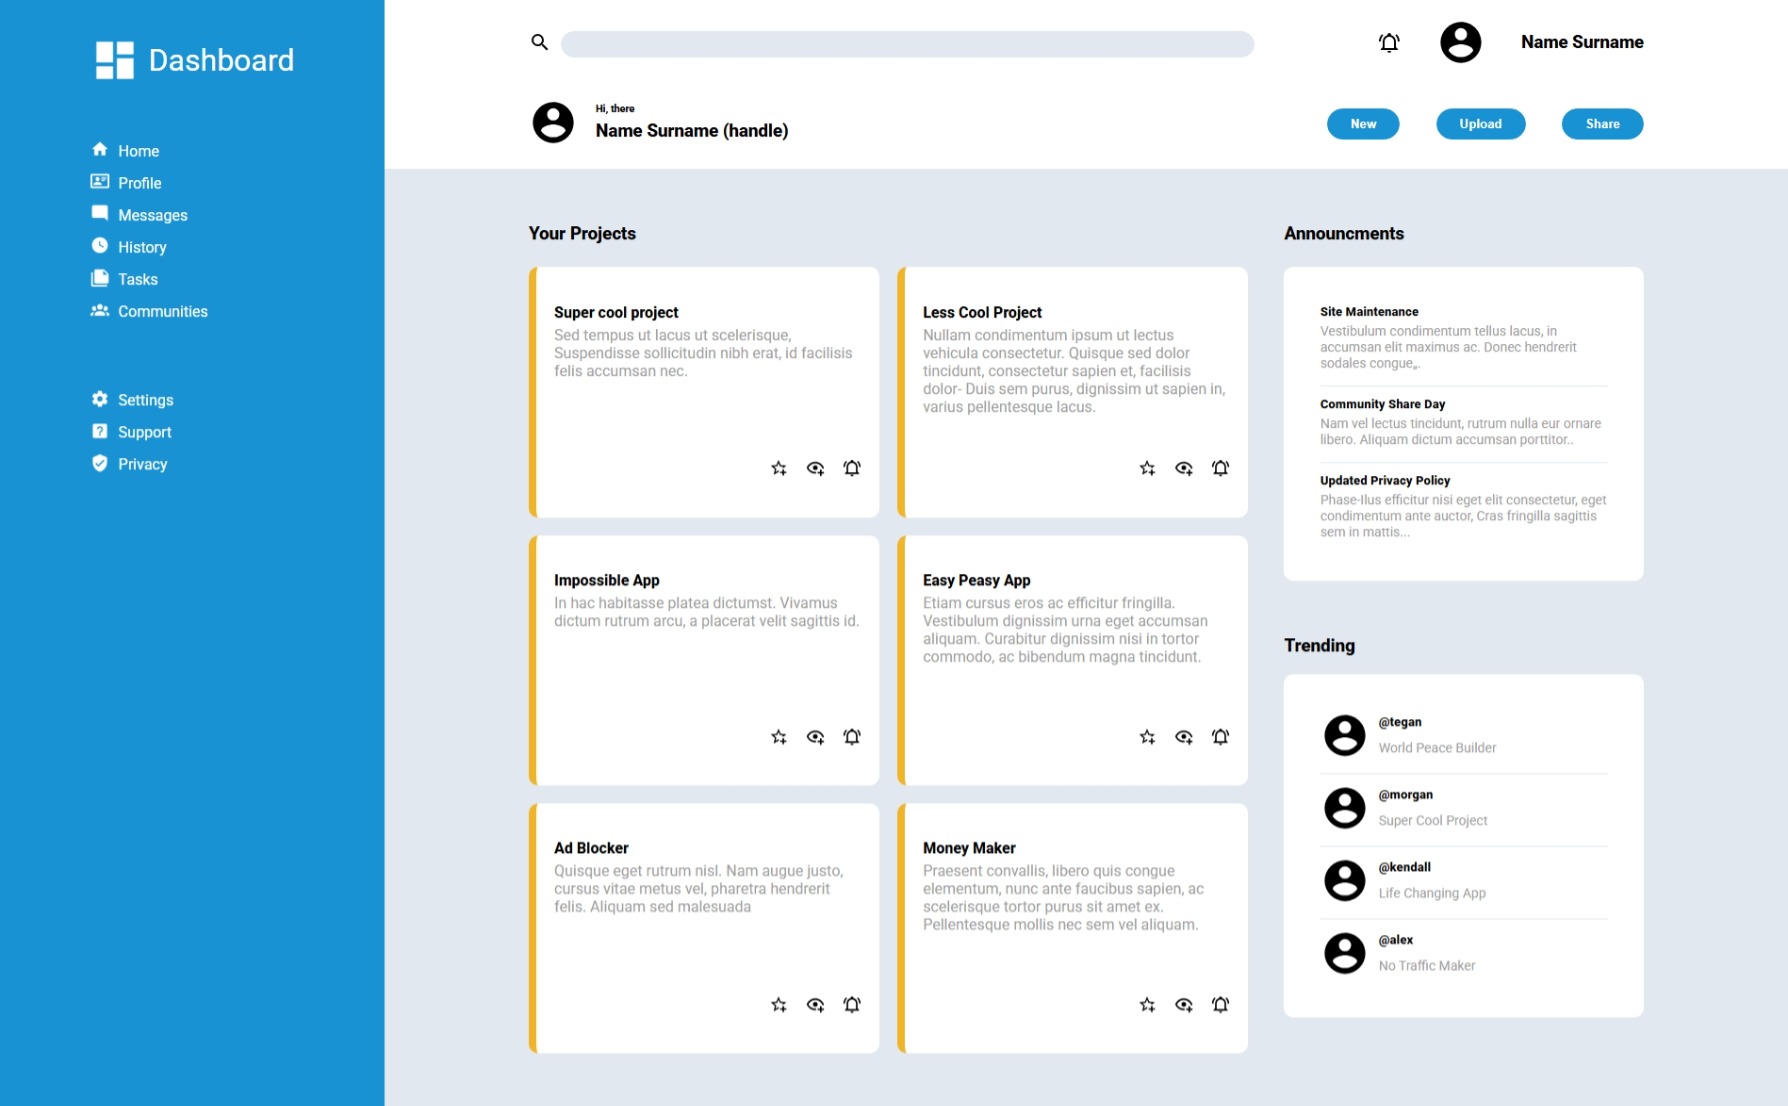 Dashboard
Home
Profile
Messages
History
Tasks
Communities
Settings
Support
Privacy
Name Surname
Hi, there
Name Surname (handle)
New
Upload
Share
Your Projects
Super cool project
Sed tempus ut lacus ut scelerisque,
Suspendisse sollicitudin nibh erat, id facilisis
felis accumsan nec.
Less Cool Project
Nullam condimentum ipsum ut lectus
vehicula consectetur. Quisque sed dolor
tincidunt, consectetur sapien et, facilisis
dolor- Duis sem purus, dignissim ut sapien in,
varius pellentesque lacus.
Impossible App
In hac habitasse platea dictumst. Vivamus
dictum rutrum arcu, a placerat velit sagittis id.
Easy Peasy App
Etiam cursus eros ac efficitur fringilla.
Vestibulum dignissim urna eget accumsan
aliquam. Curabitur dignissim nisi in tortor
commodo, ac bibendum magna tincidunt.
Ad Blocker
Quisque eget rutrum nisl. Nam augue justo,
cursus vitae metus vel, pharetra hendrerit
felis. Aliquam sed malesuada
Money Maker
Praesent convallis, libero quis congue
elementum, nunc ante faucibus sapien, ac
scelerisque tortor purus sit amet ex.
Pellentesque mollis nec sem vel aliquam.
Announcments
Site Maintenance
Vestibulum condimentum tellus lacus, in
accumsan elit maximus ac. Donec hendrerit
sodales congue„.
Community Share Day
Nam vel lectus tincidunt, rutrum nulla eur ornare
libero. Aliquam dictum accumsan porttitor..
Updated Privacy Policy
Phase-Ilus efficitur nisi eget elit consectetur, eget
condimentum ante auctor, Cras fringilla sagittis
sem in mattis...
Trending
@tegan
World Peace Builder
@morgan
Super Cool Project
@kendall
Life Changing App
@alex
No Traffic Maker